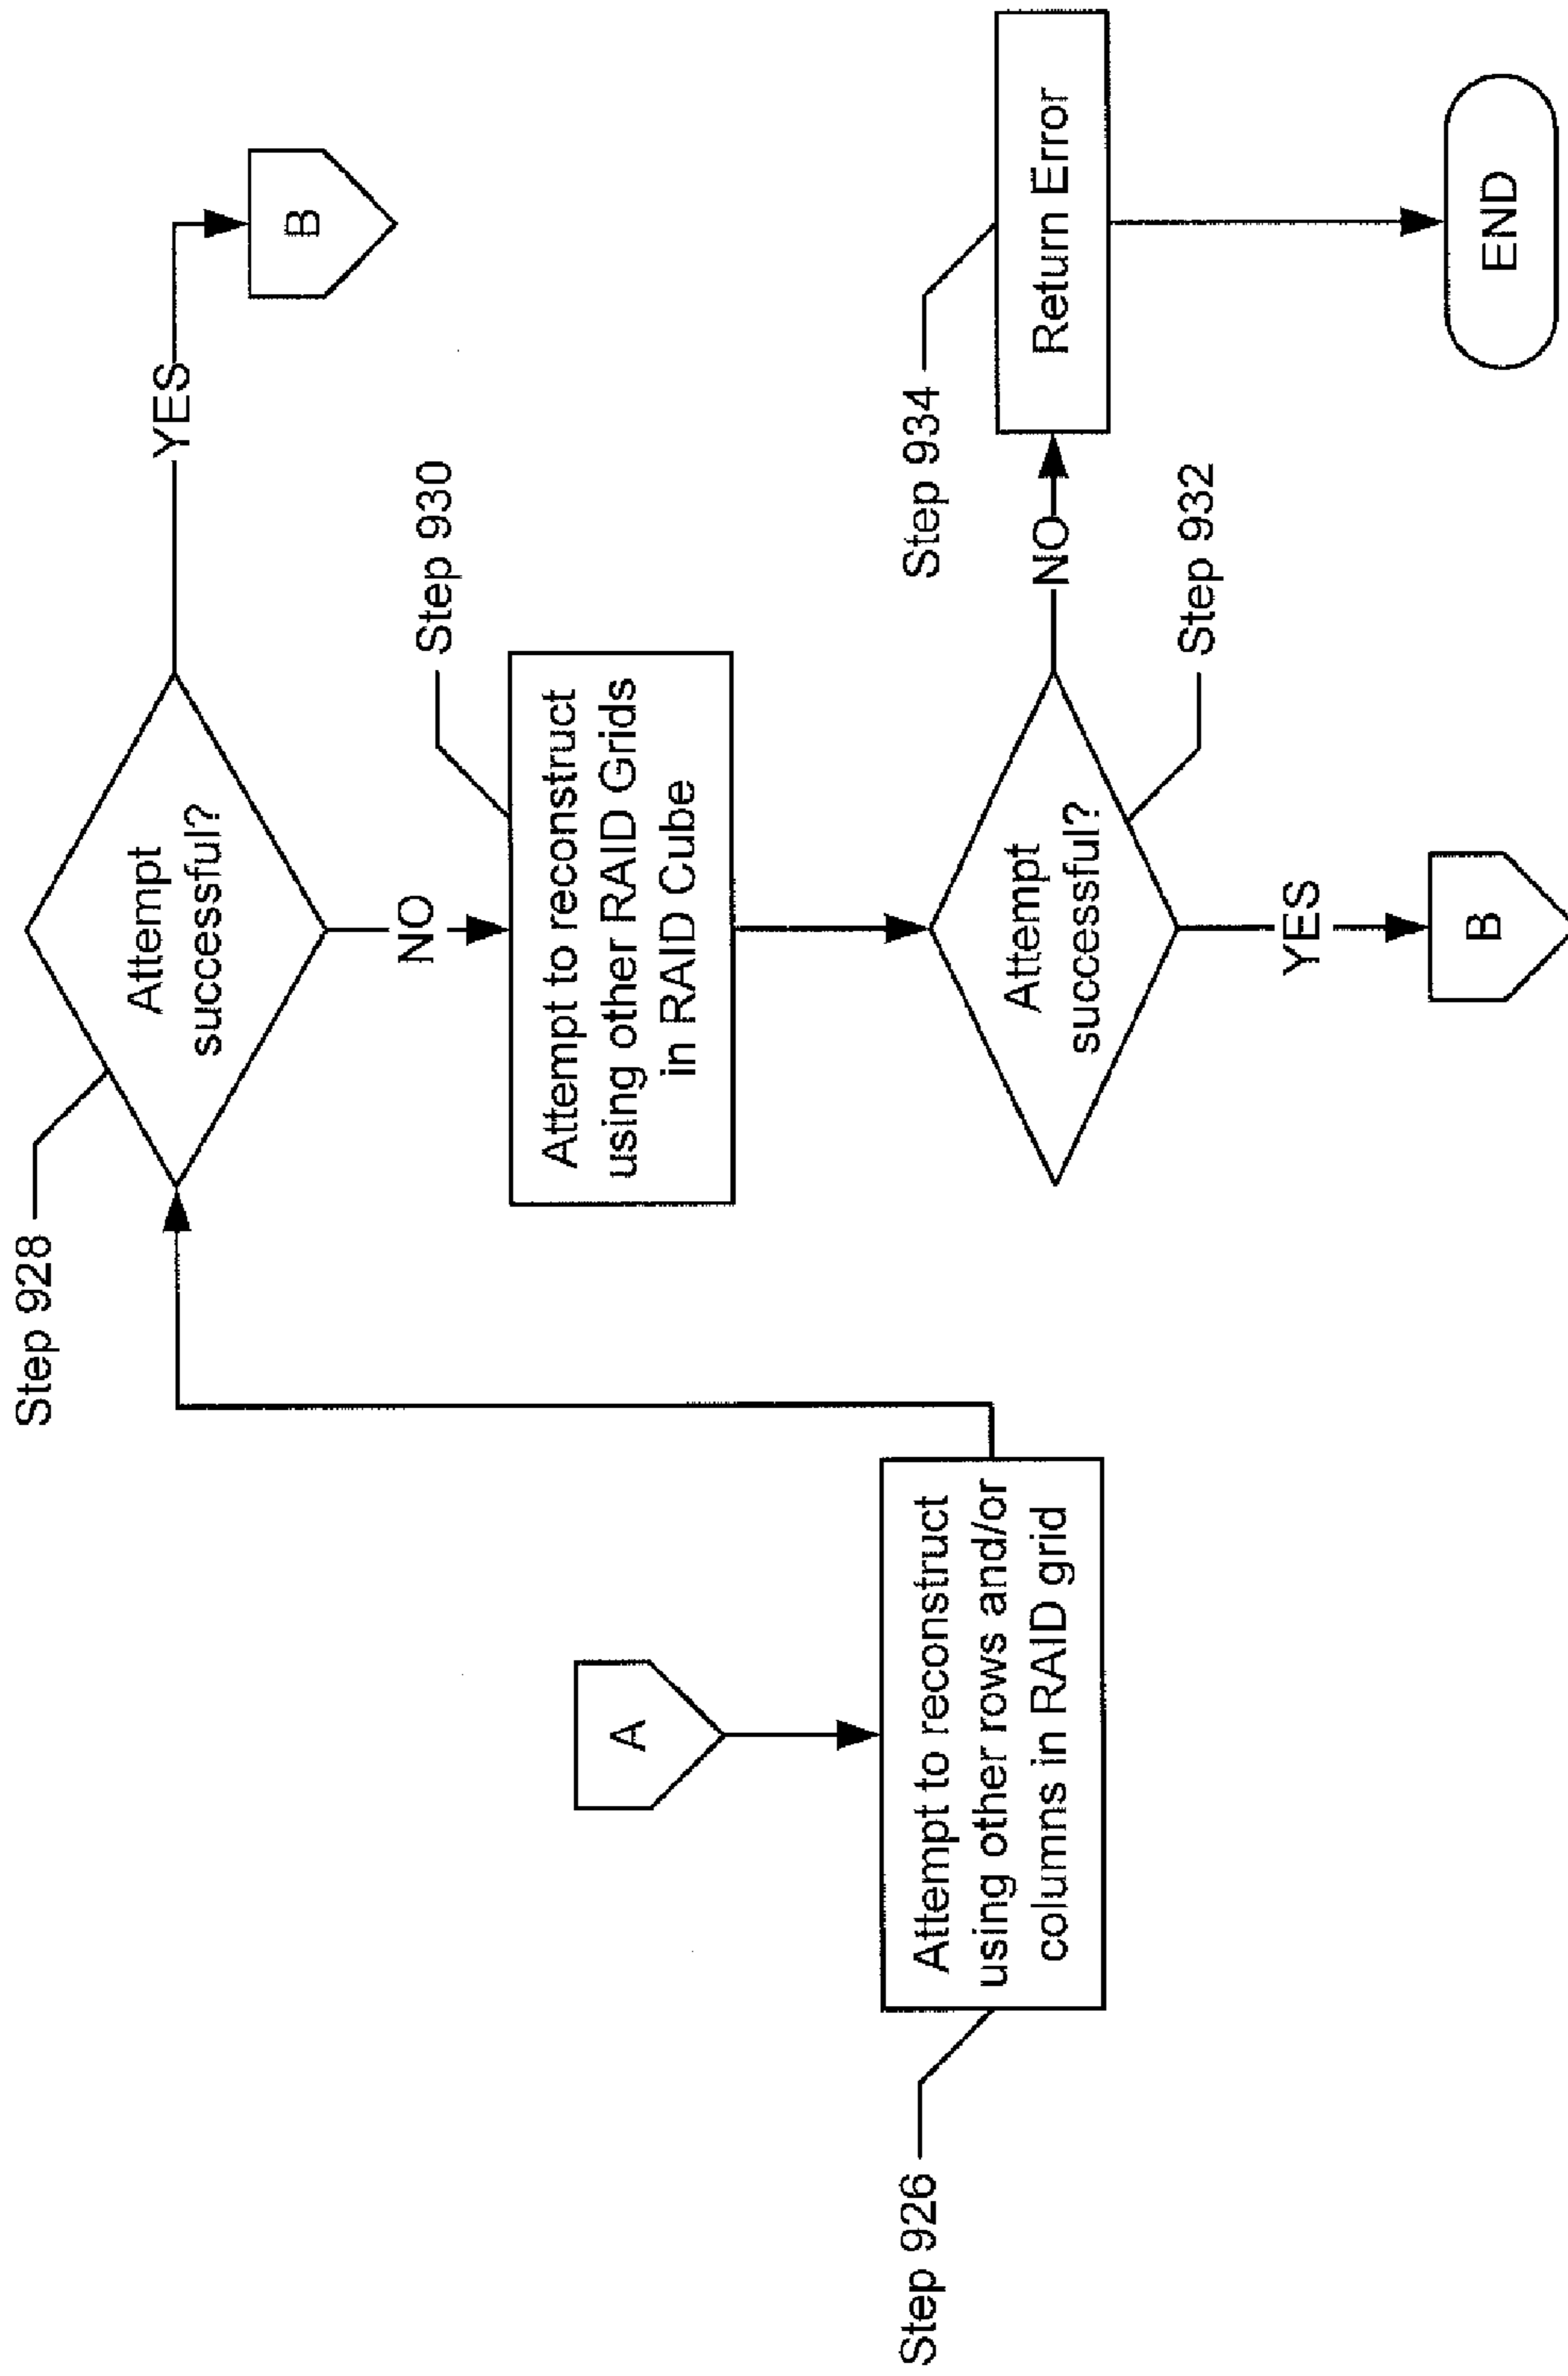 A
Step 926
Attempt to reconstruct
using other rows and/or
columns in RAID grid
Step 928
Attempt
successful?
YES
B
NO
Step 930
Attempt to reconstruct
using other RAID Grids
in RAID Cube
Attempt
successful?
Step 932
NO
Step 934
Return Error
YES
B
END